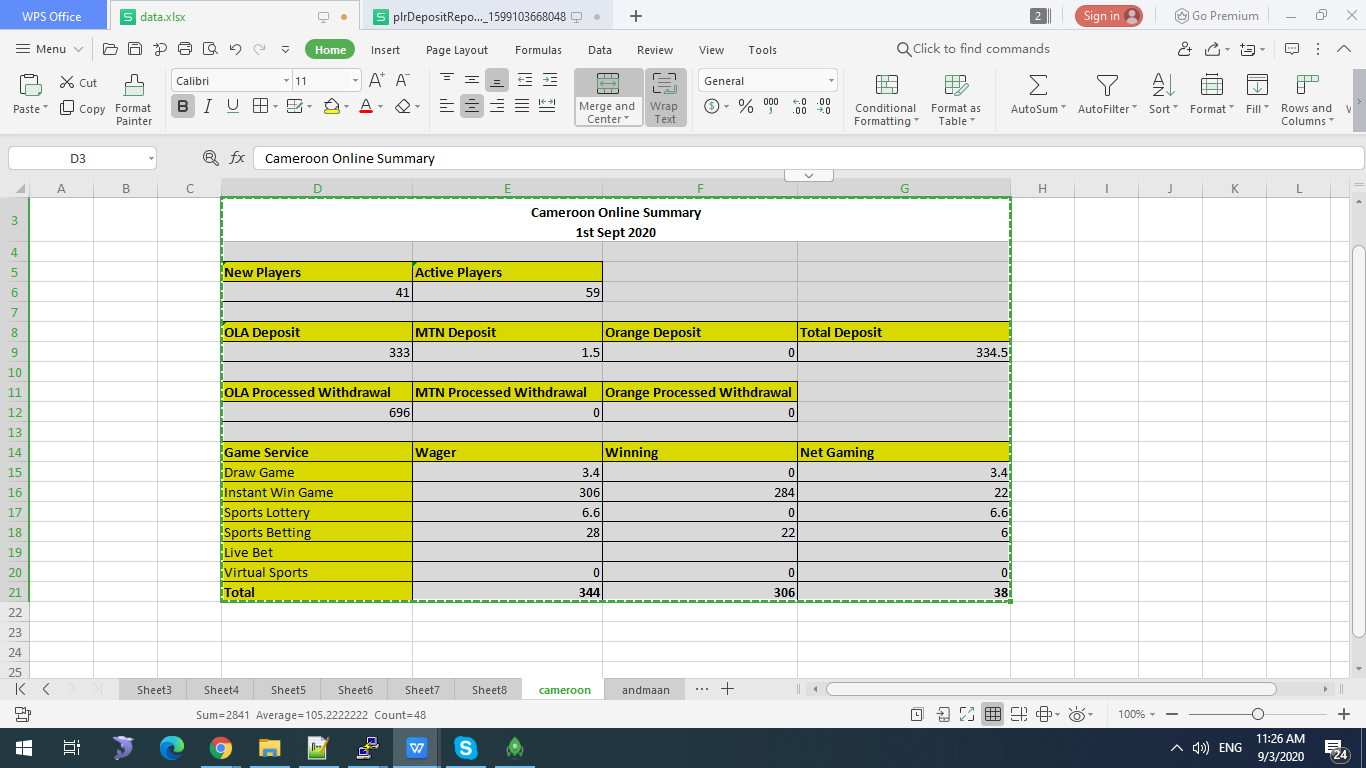 WPS Office
data.xlsx
plrDepositRepo..._1599103668048
2
Sign in
Go Premium
Menu
Home
Insert
Page Layout
Formulas
Data
Review
View
Tools
Click to find commands
Paste
Cut
Copy
Format
Painter
Calibri
11
A+ A-
B I U
A
Merge and
Center
Wrap
Text
General
$ % 000 .00
Conditional
Formatting
Format as
Table
AutoSum
AutoFilter
Sort
Format
Fill
Rows and
Columns
D3
fx
Cameroon Online Summary
A B C D E F G H I J K L
3 Cameroon Online Summary
1st Sept 2020
4
5 New Players Active Players
6 41 59
7
8 OLA Deposit MTN Deposit Orange Deposit Total Deposit
9 333 1.5 0 334.5
10
11 OLA Processed Withdrawal MTN Processed Withdrawal Orange Processed Withdrawal
12 696 0 0
13
14 Game Service Wager Winning Net Gaming
15 Draw Game 3.4 0 3.4
16 Instant Win Game 306 284 22
17 Sports Lottery 6.6 0 6.6
18 Sports Betting 28 22 6
19 Live Bet
20 Virtual Sports 0 0 0
21 Total 344 306 38
22
23
24
25
Sheet3 Sheet4 Sheet5 Sheet6 Sheet7 Sheet8 cameroon andmaan ...
Sum=2841 Average=105.2222222 Count=48
100%
ENG
11:26 AM
9/3/2020
24